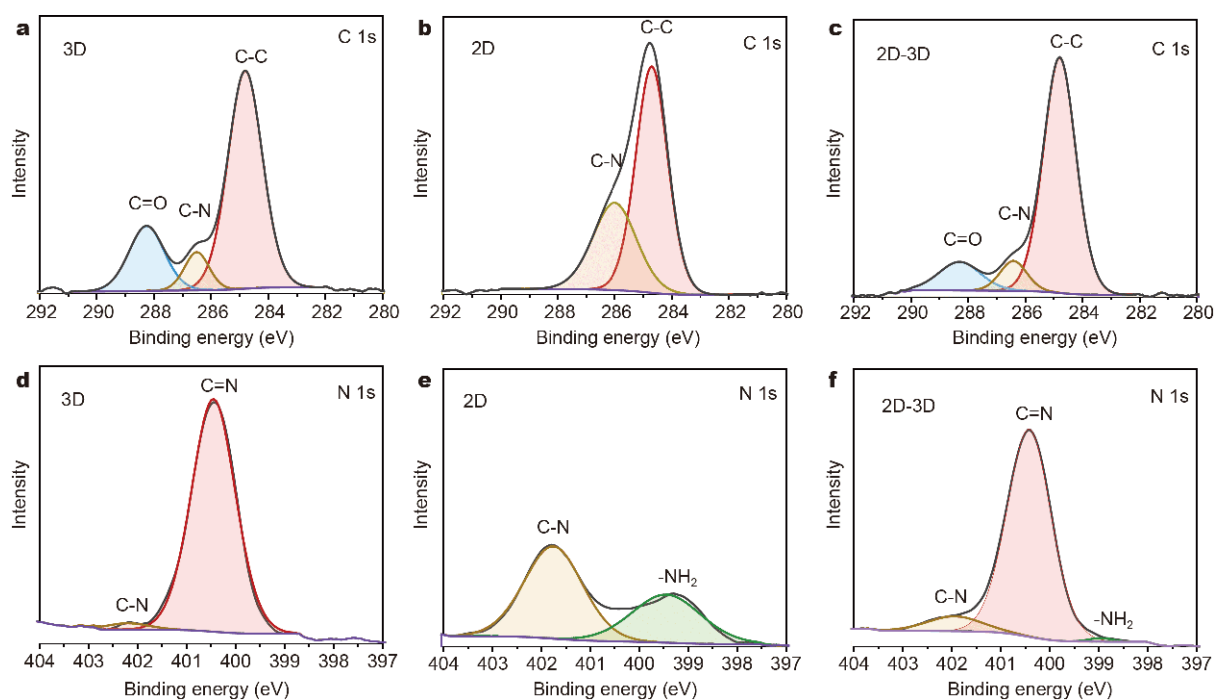 a
3D
C 1s
C-C
C=O
C-N
Intensity
292 290 288 286 284 282 280
Binding energy (eV)
b
2D
C 1s
C-C
C-N
Intensity
292 290 288 286 284 282 280
Binding energy (eV)
c
2D-3D
C 1s
C-C
C-N
C=O
Intensity
292 290 288 286 284 282 280
Binding energy (eV)
d
3D
N 1s
C=N
C-N
Intensity
404 403 402 401 400 399 398 397
Binding energy (eV)
e
2D
N 1s
C-N
-NH₂
Intensity
404 403 402 401 400 399 398 397
Binding energy (eV)
f
2D-3D
N 1s
C=N
C-N
-NH₂
Intensity
404 403 402 401 400 399 398 397
Binding energy (eV)